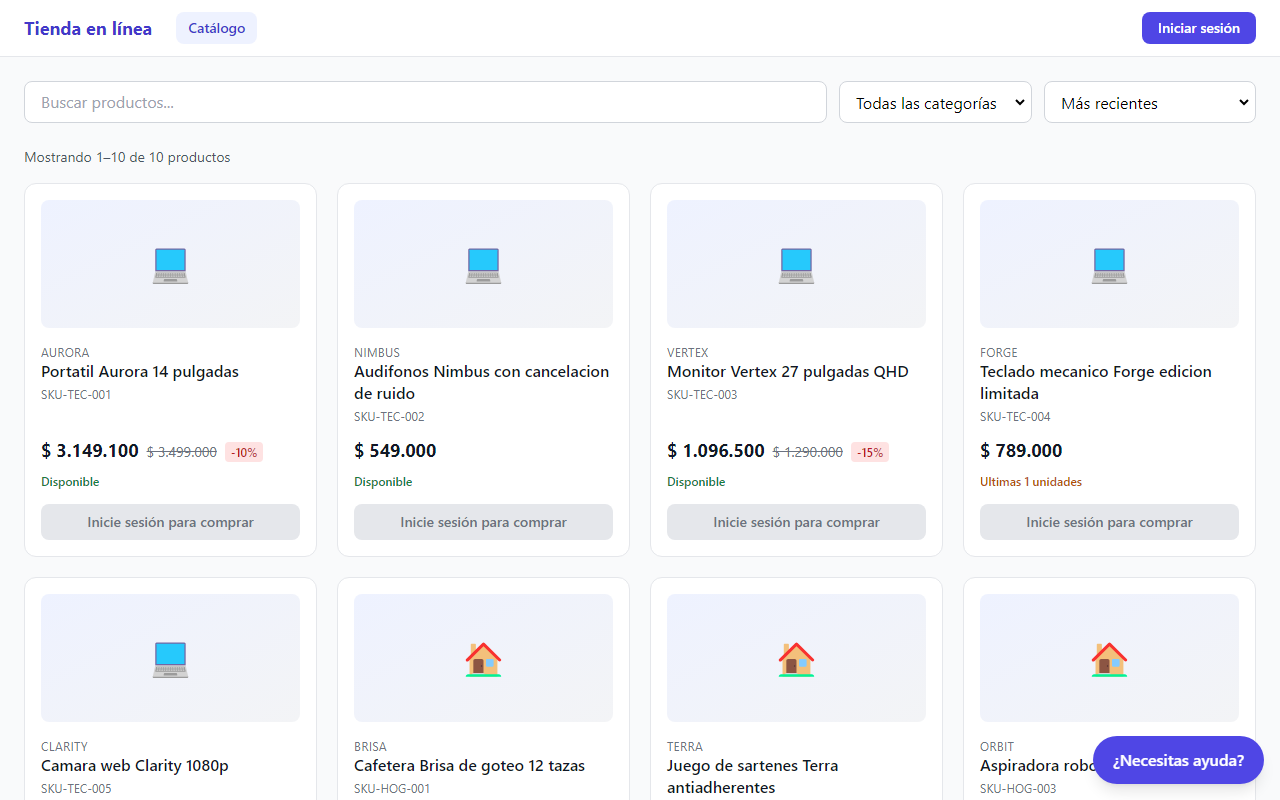 Tienda en línea
Catálogo
Iniciar sesión
Buscar productos...
Todas las categorías
Más recientes
Mostrando 1–10 de 10 productos
AURORA
Portatil Aurora 14 pulgadas
SKU-TEC-001
$ 3.149.100 $ 3.499.000 -10%
Disponible
Inicie sesión para comprar
NIMBUS
Audifonos Nimbus con cancelacion
de ruido
SKU-TEC-002
$ 549.000
Disponible
Inicie sesión para comprar
VERTEX
Monitor Vertex 27 pulgadas QHD
SKU-TEC-003
$ 1.096.500 $ 1.290.000 -15%
Disponible
Inicie sesión para comprar
FORGE
Teclado mecanico Forge edicion
limitada
SKU-TEC-004
$ 789.000
Ultimas 1 unidades
Inicie sesión para comprar
CLARITY
Camara web Clarity 1080p
SKU-TEC-005
BRISA
Cafetera Brisa de goteo 12 tazas
SKU-HOG-001
TERRA
Juego de sartenes Terra
antiadherentes
ORBIT
Aspiradora
SKU-HOG-003
¿Necesitas ayuda?